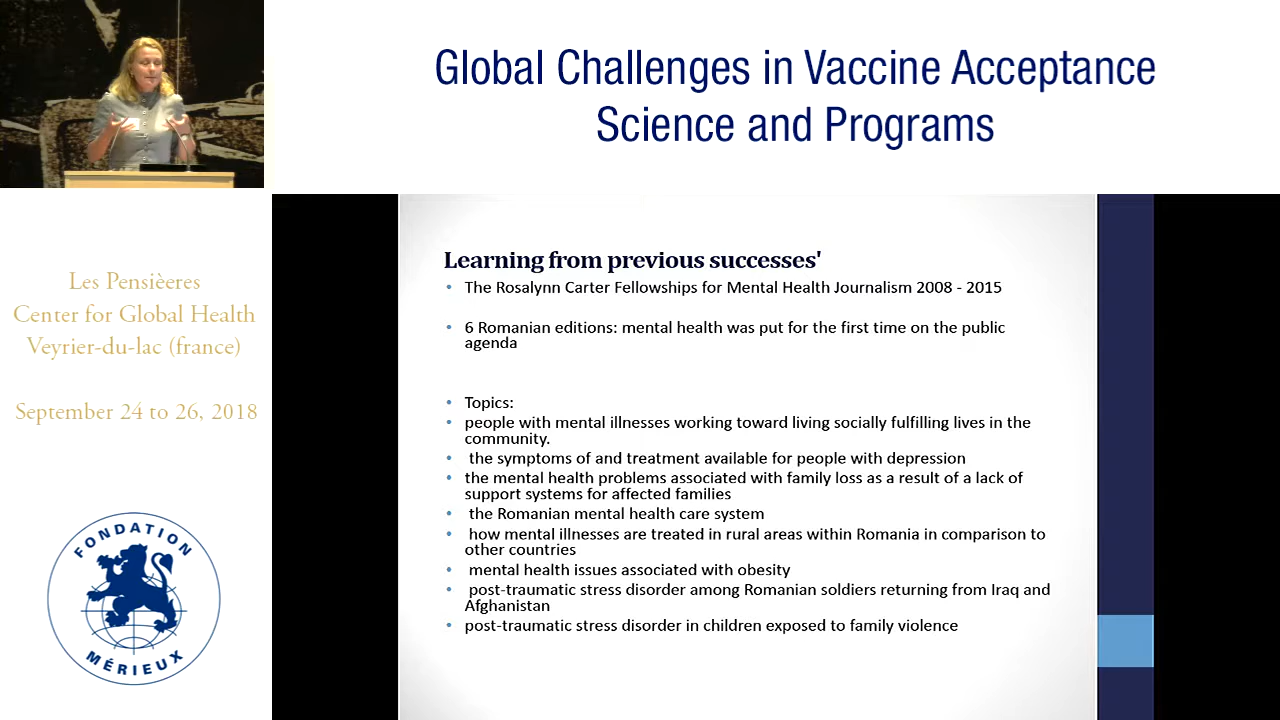 Global Challenges in Vaccine Acceptance
Science and Programs
Les Pensièeres
Center for Global Health
Veyrier-du-lac (france)
September 24 to 26, 2018
FONDATION
MÉRIEUX
Learning from previous successes'
• The Rosalynn Carter Fellowships for Mental Health Journalism 2008 - 2015
• 6 Romanian editions: mental health was put for the first time on the public
agenda
• Topics:
• people with mental illnesses working toward living socially fulfilling lives in the
community.
• the symptoms of and treatment available for people with depression
• the mental health problems associated with family loss as a result of a lack of
support systems for affected families
• the Romanian mental health care system
• how mental illnesses are treated in rural areas within Romania in comparison to
other countries
• mental health issues associated with obesity
• post-traumatic stress disorder among Romanian soldiers returning from Iraq and
Afghanistan
• post-traumatic stress disorder in children exposed to family violence